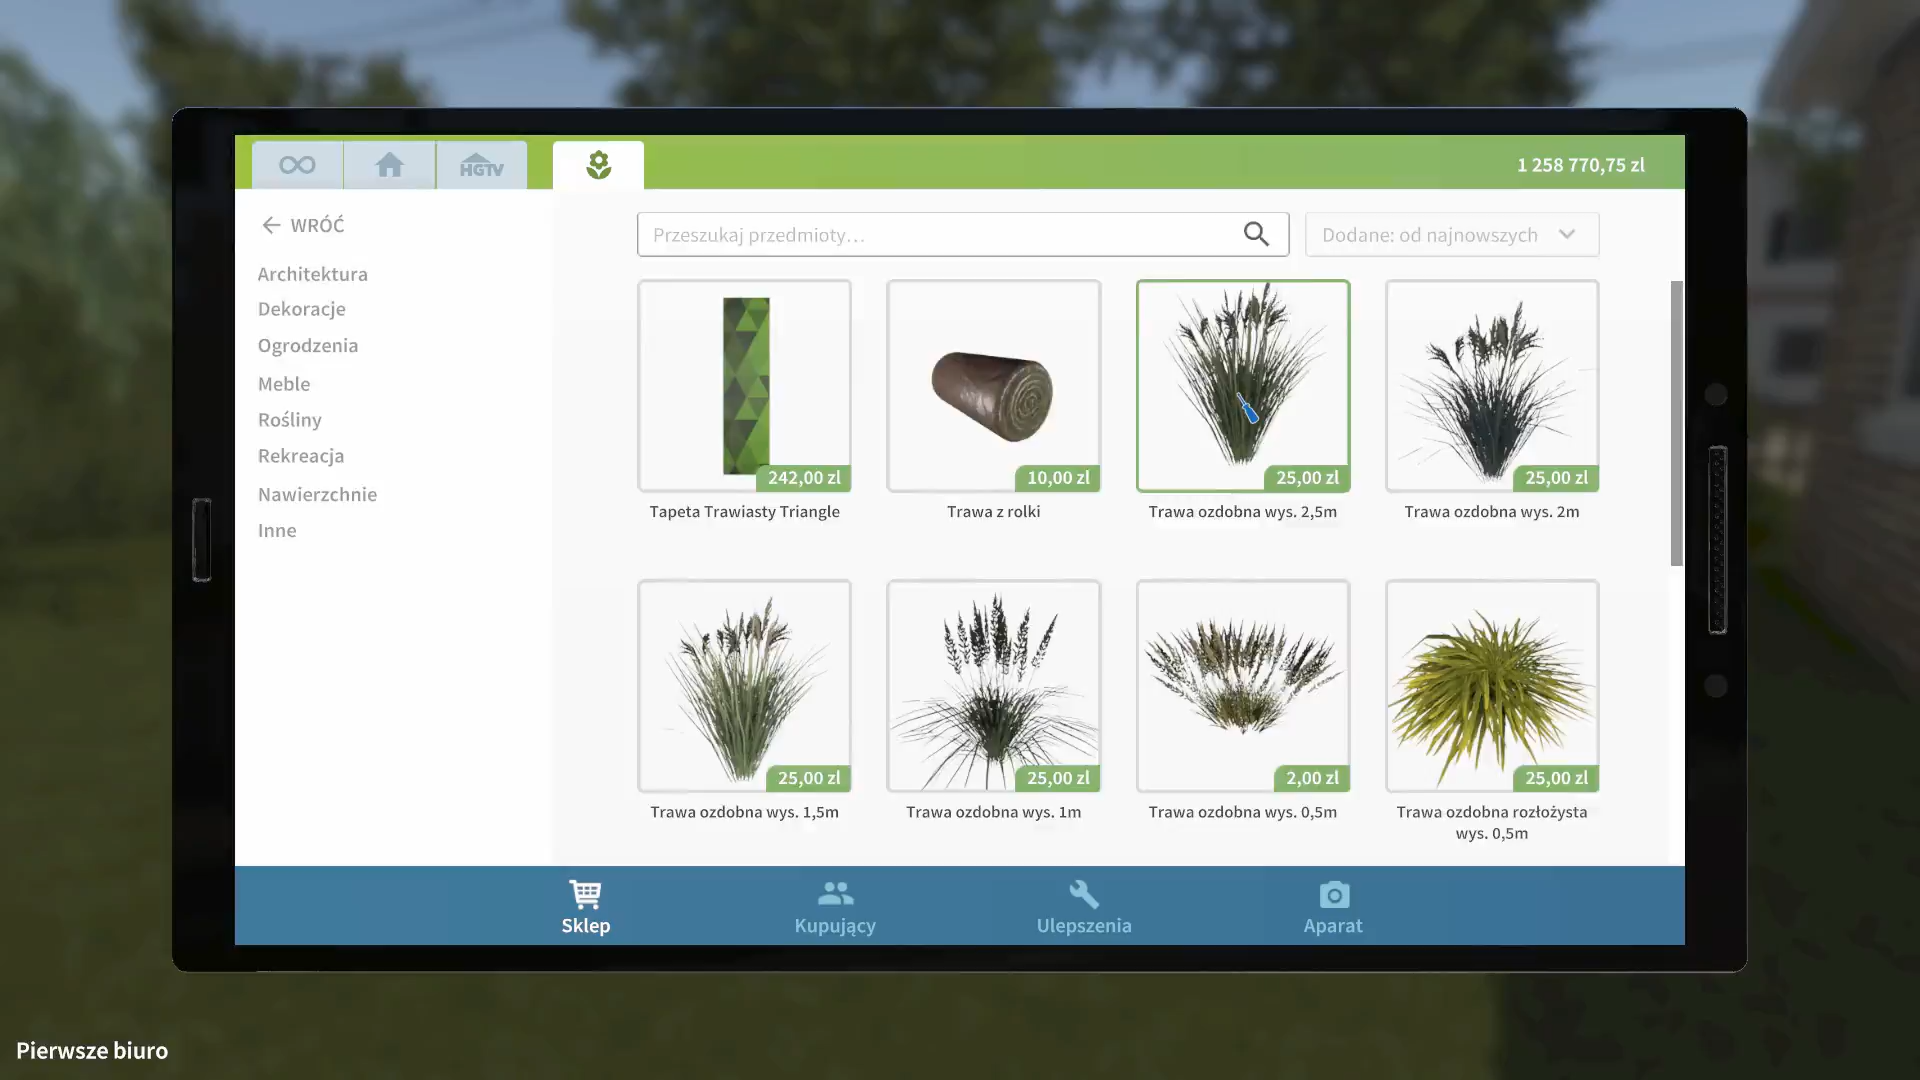 HGTV
1 258 770,75 zl
WRÓĆ
Przeszukaj przedmioty...
Dodane: od najnowszych
Architektura
Dekoracje
Ogrodzenia
Meble
Rośliny
Rekreacja
Nawierzchnie
Inne
242,00 zl
10,00 zl
25,00 zl
25,00 zl
Tapeta Trawiasty Triangle
Trawa z rolki
Trawa ozdobna wys. 2,5m
Trawa ozdobna wys. 2m
25,00 zl
25,00 zl
2,00 zl
25,00 zl
Trawa ozdobna wys. 1,5m
Trawa ozdobna wys. 1m
Trawa ozdobna wys. 0,5m
Trawa ozdobna rozłożysta
wys. 0,5m
Sklep
Kupujący
Ulepszenia
Aparat
Pierwsze biuro